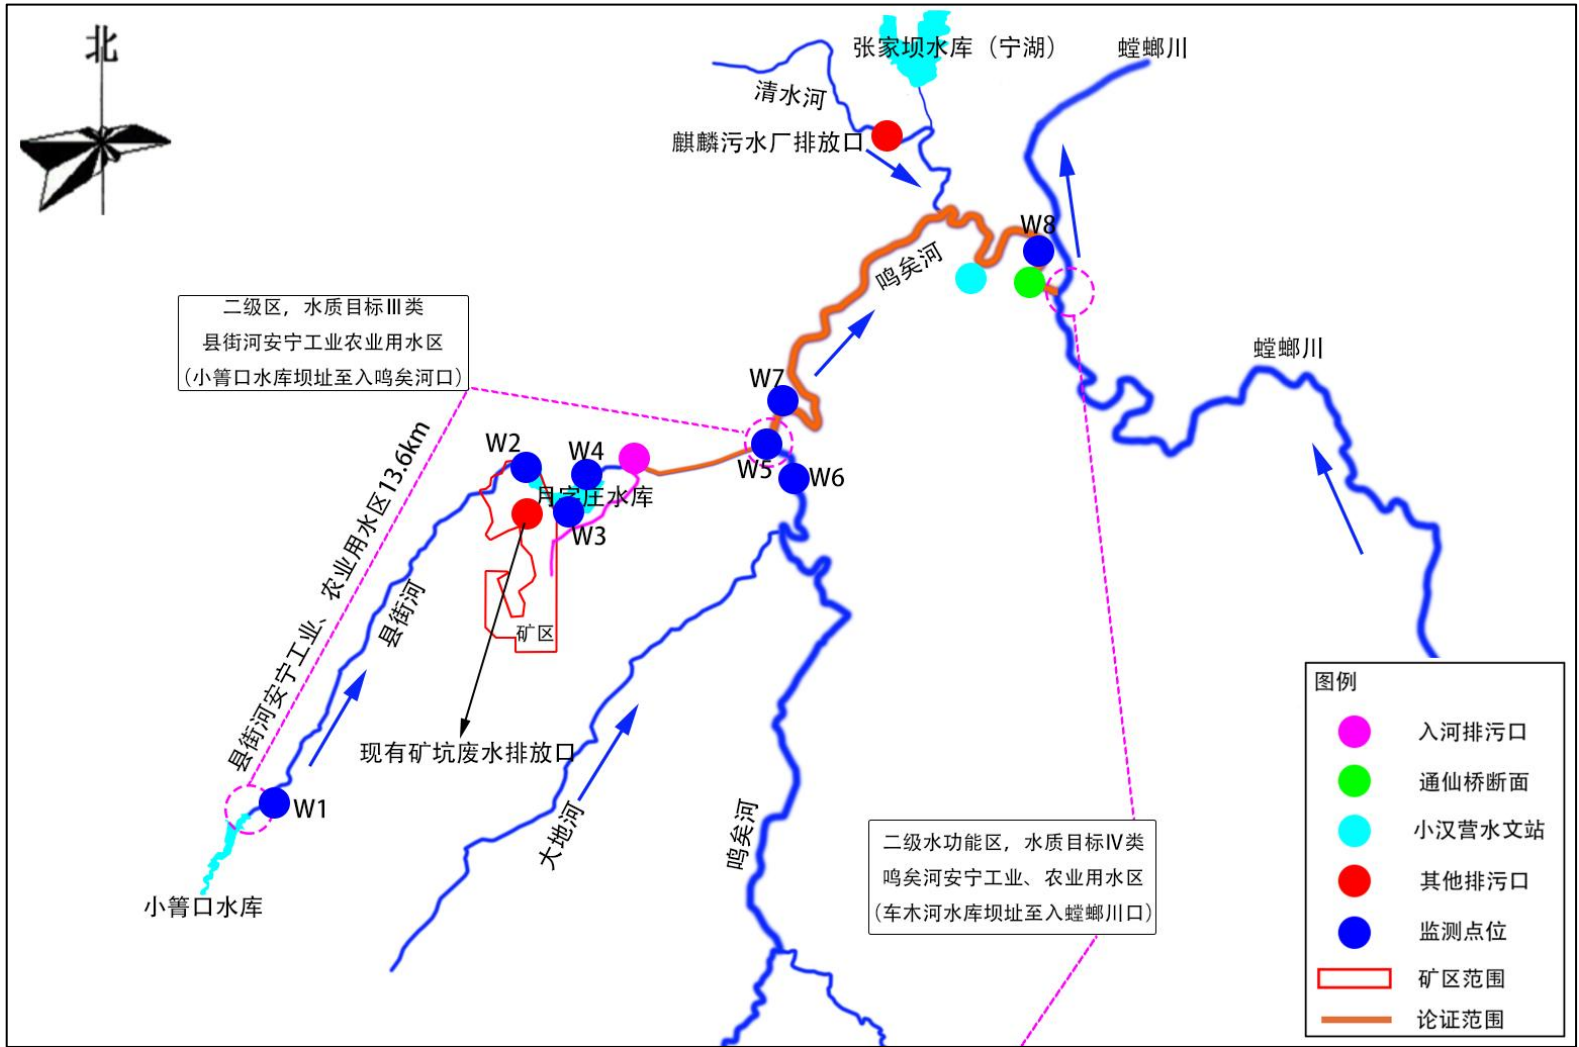 北
张家坝水库（宁湖）
螳螂川
清水河
麒麟污水厂排放口
W8
鸣矣河
二级区，水质目标Ⅲ类
县街河安宁工业农业用水区
（小箐口水库坝址至入鸣矣河口）
螳螂川
W7
W2
W4
W5
W6
月字庄水库
W3
县街河安宁工业、农业用水区13.6km
县街河
矿区
现有矿坑废水排放口
W1
大地河
鸣矣河
小箐口水库
二级水功能区，水质目标Ⅳ类
鸣矣河安宁工业、农业用水区
（车木河水库坝址至入螳螂川口）
图例
入河排污口
通仙桥断面
小汉营水文站
其他排污口
监测点位
矿区范围
论证范围